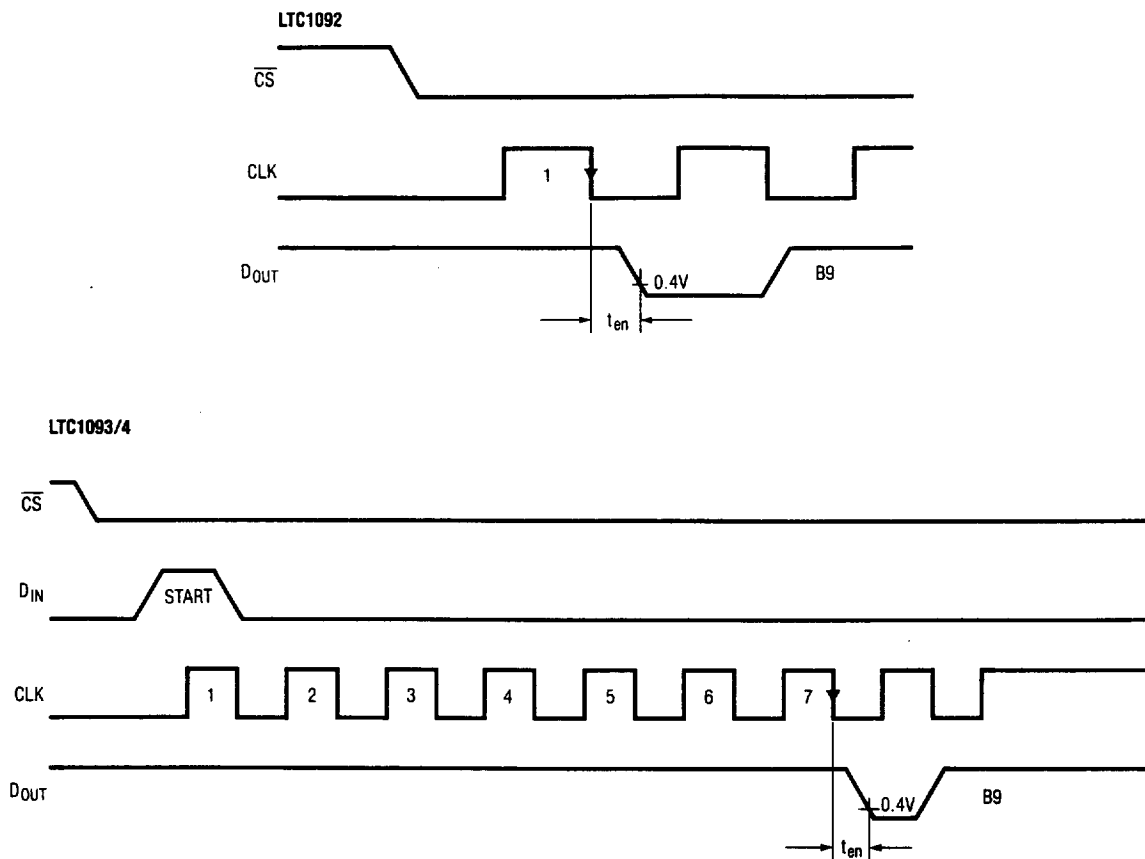 LTC1092
CS
CLK
1
DOUT
0.4V
B9
ten
LTC1093/4
CS
DIN
START
CLK
1 2 3 4 5 6 7
DOUT
0.4V
B9
ten